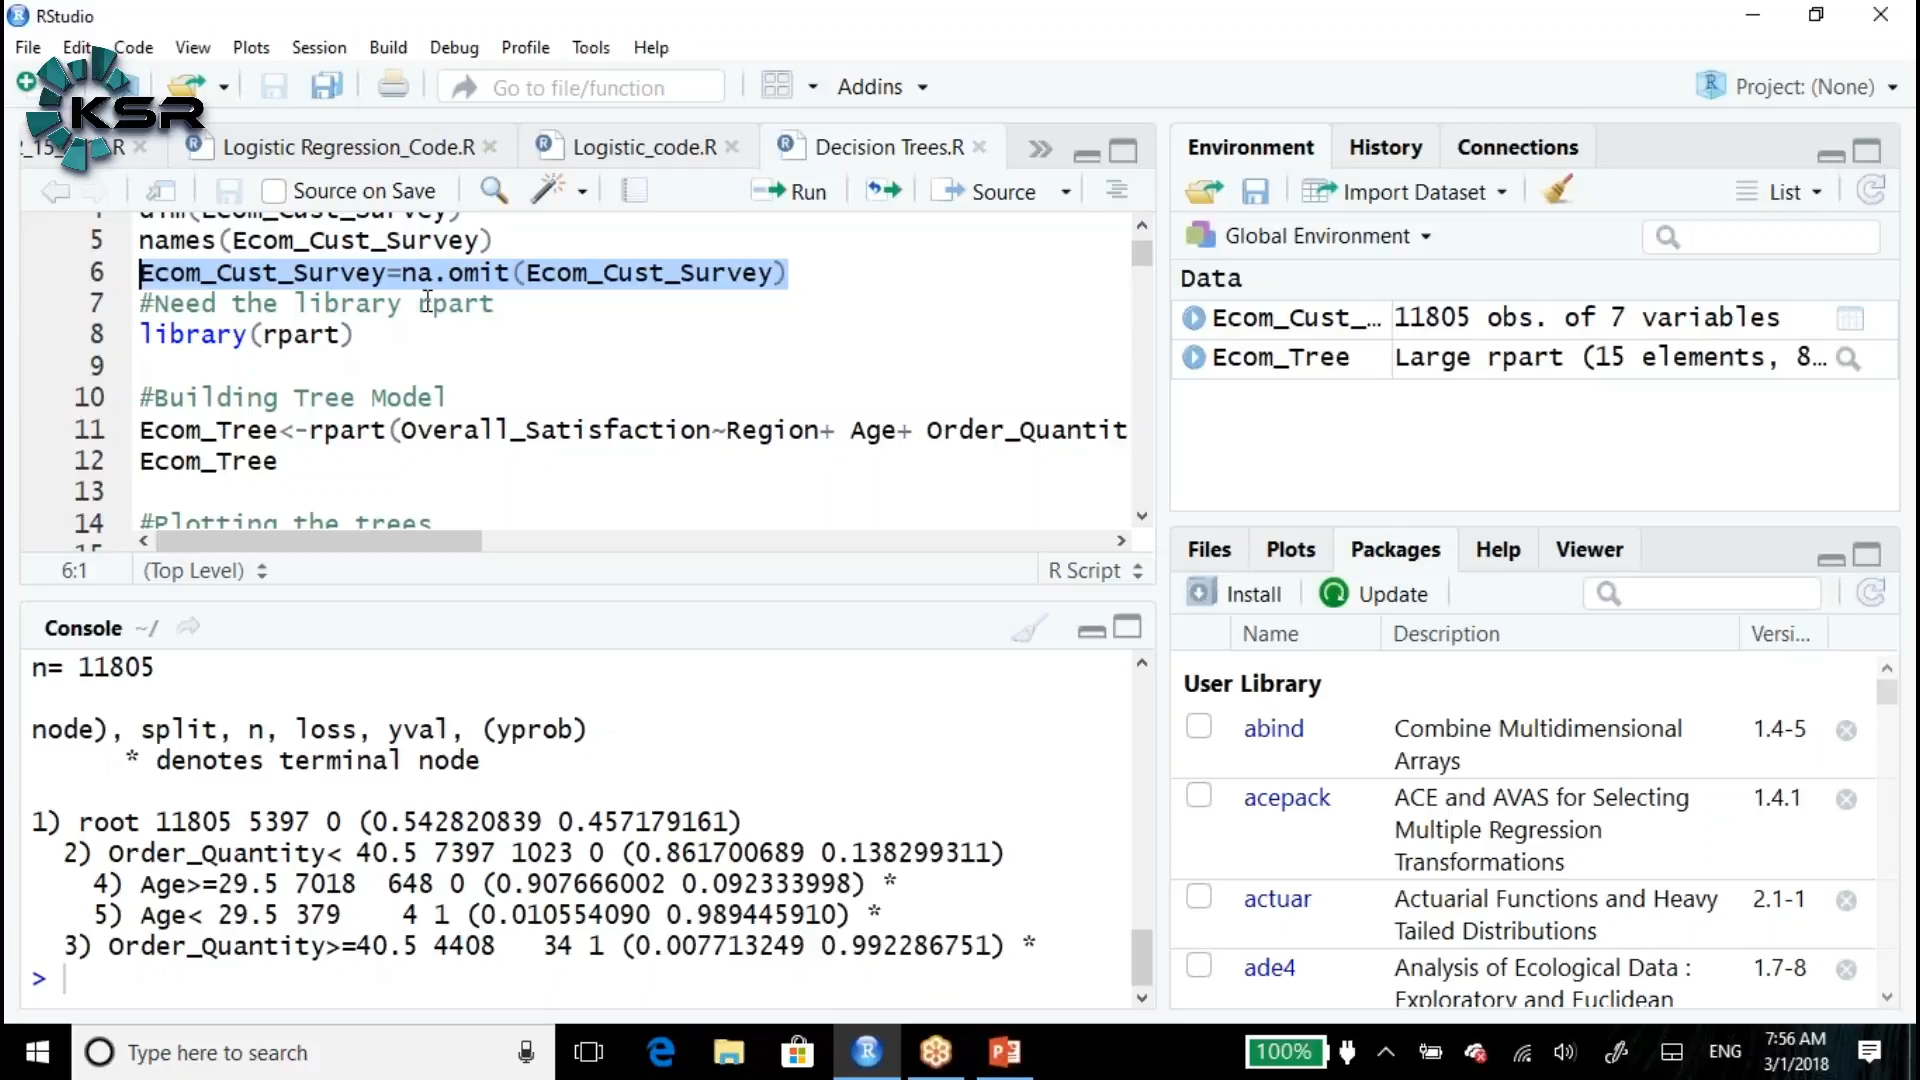 RStudio
File Edit Code View Plots Session Build Debug Profile Tools Help
KSR
Go to file/function
Addins
Project: (None)
Logistic Regression_Code.R
Logistic_code.R
Decision Trees.R
Source on Save
Run
Source
5 names(Ecom_Cust_Survey)
6 Ecom_Cust_Survey=na.omit(Ecom_Cust_Survey)
7 #Need the library rpart
8 library(rpart)
9
10 #Building Tree Model
11 Ecom_Tree<-rpart(Overall_Satisfaction~Region+ Age+ Order_Quantit
12 Ecom_Tree
13
14 #Plotting the trees
6:1 (Top Level) R Script
Console ~/
n= 11805
node), split, n, loss, yval, (yprob)
* denotes terminal node
1) root 11805 5397 0 (0.542820839 0.457179161)
2) Order_Quantity< 40.5 7397 1023 0 (0.861700689 0.138299311)
4) Age>=29.5 7018 648 0 (0.907666002 0.092333998) *
5) Age< 29.5 379 4 1 (0.010554090 0.989445910) *
3) Order_Quantity>=40.5 4408 34 1 (0.007713249 0.992286751) *
>
Environment History Connections
Import Dataset
List
Global Environment
Data
Ecom_Cust_... 11805 obs. of 7 variables
Ecom_Tree Large rpart (15 elements, 8...
Files Plots Packages Help Viewer
Install Update
Name Description Versi...
User Library
abind Combine Multidimensional Arrays 1.4-5
acepack ACE and AVAS for Selecting Multiple Regression Transformations 1.4.1
actuar Actuarial Functions and Heavy Tailed Distributions 2.1-1
ade4 Analysis of Ecological Data : Exploratory and Euclidean 1.7-8
Type here to search
100%
ENG
7:56 AM
3/1/2018